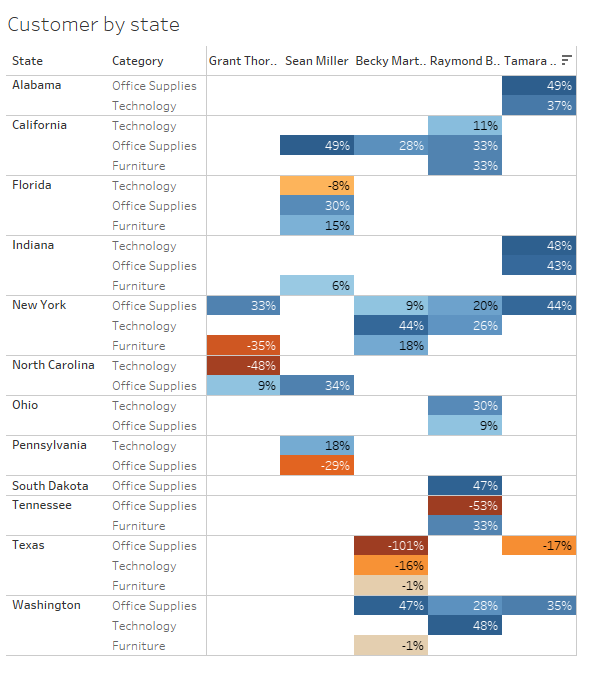 Customer by state
State Category Grant Thor.. Sean Miller Becky Mart.. Raymond B.. Tamara ..
Alabama Office Supplies 49%
Technology 37%
California Technology 11%
Office Supplies 49% 28% 33%
Furniture 33%
Florida Technology -8%
Office Supplies 30%
Furniture 15%
Indiana Technology 48%
Office Supplies 43%
Furniture 6%
New York Office Supplies 33% 9% 20% 44%
Technology 44% 26%
Furniture -35% 18%
North Carolina Technology -48%
Office Supplies 9% 34%
Ohio Technology 30%
Office Supplies 9%
Pennsylvania Technology 18%
Office Supplies -29%
South Dakota Office Supplies 47%
Tennessee Office Supplies -53%
Furniture 33%
Texas Office Supplies -101% -17%
Technology -16%
Furniture -1%
Washington Office Supplies 47% 28% 35%
Technology 48%
Furniture -1%